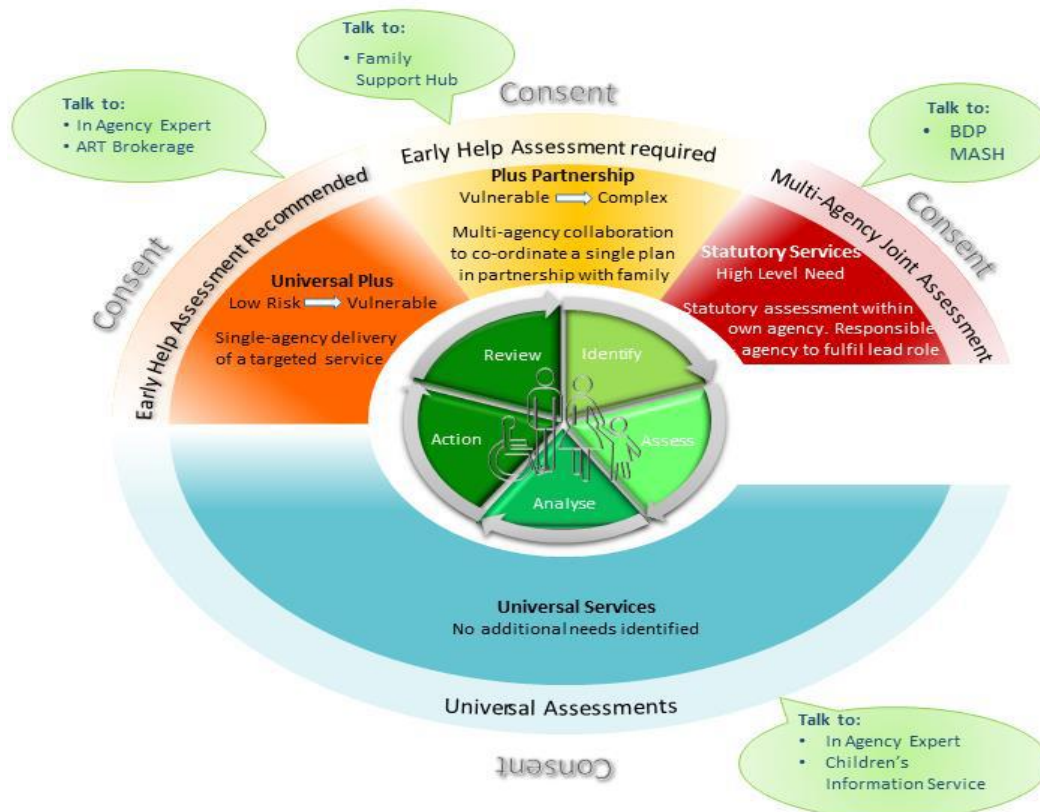 Talk to:
• Family
Support Hub
Consent
Talk to:
• In Agency Expert
• ART Brokerage
Talk to:
• BDP
MASH
Early Help Assessment required
Plus Partnership
Vulnerable Complex
Multi-agency collaboration
to co-ordinate a single plan
in partnership with family
Consent
Early Help Assessment Recommended
Universal Plus
Low Risk Vulnerable
Single-agency delivery
of a targeted service
Multi-Agency Joint Assessment
Consent
Statutory Services
High Level Need
Statutory assessment within
own agency. Responsible
agency to fulfil lead role
Review
Identify
Action
Assess
Analyse
Universal Services
No additional needs identified
Universal Assessments
Consent
Talk to:
• In Agency Expert
• Children's
Information Service